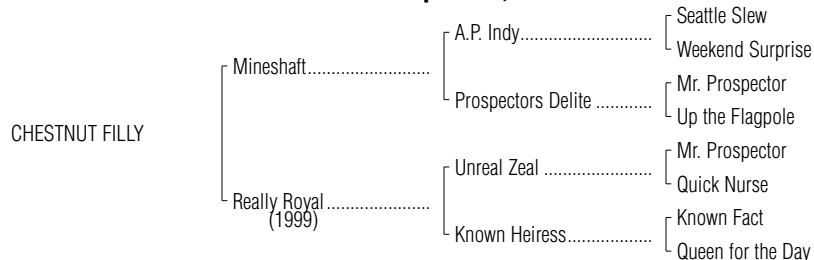 Seattle Slew
A.P. Indy..............................
Weekend Surprise
Mineshaft.........................
Mr. Prospector
Prospectors Delite ............
Up the Flagpole
CHESTNUT FILLY
Mr. Prospector
Unreal Zeal ........................
Quick Nurse
Really Royal ......................
(1999)
Known Fact
Known Heiress...................
Queen for the Day